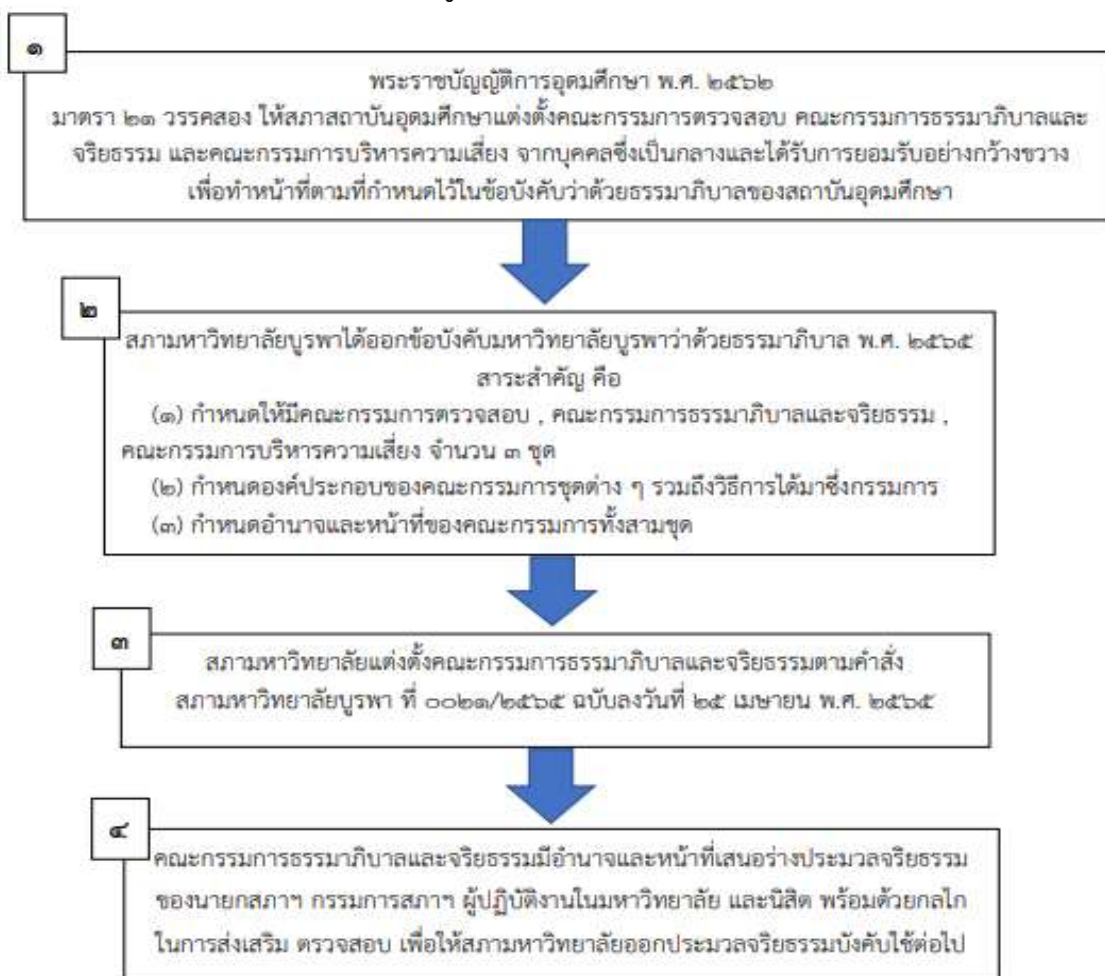 ๑
พระราชบัญญัติการอุดมศึกษา พ.ศ. ๒๕๖๒
มาตรา ๒๑ วรรคสอง ให้สภาสถาบันอุดมศึกษาแต่งตั้งคณะกรรมการตรวจสอบ คณะกรรมการธรรมาภิบาลและ
จริยธรรม และคณะกรรมการบริหารความเสี่ยง จากบุคคลซึ่งเป็นกลางและได้รับการยอมรับอย่างกว้างขวาง
เพื่อทำหน้าที่ตามที่กำหนดไว้ในข้อบังคับว่าด้วยธรรมาภิบาลของสถาบันอุดมศึกษา
๒
สภามหาวิทยาลัยบูรพาได้ออกข้อบังคับมหาวิทยาลัยบูรพาว่าด้วยธรรมาภิบาล พ.ศ. ๒๕๖๕
สาระสำคัญ คือ
(๑) กำหนดให้มีคณะกรรมการตรวจสอบ , คณะกรรมการธรรมาภิบาลและจริยธรรม ,
คณะกรรมการบริหารความเสี่ยง จำนวน ๓ ชุด
(๒) กำหนดองค์ประกอบของคณะกรรมการชุดต่าง ๆ รวมถึงวิธีการได้มาซึ่งกรรมการ
(๓) กำหนดอำนาจและหน้าที่ของคณะกรรมการทั้งสามชุด
๓
สภามหาวิทยาลัยแต่งตั้งคณะกรรมการธรรมาภิบาลและจริยธรรมตามคำสั่ง
สภามหาวิทยาลัยบูรพา ที่ ๐๐๒๑/๒๕๖๕ ฉบับลงวันที่ ๒๕ เมษายน พ.ศ. ๒๕๖๕
๔
คณะกรรมการธรรมาภิบาลและจริยธรรมมีอำนาจและหน้าที่เสนอร่างประมวลจริยธรรม
ของนายกสภาฯ กรรมการสภาฯ ผู้ปฏิบัติงานในมหาวิทยาลัย และนิสิต พร้อมด้วยกลไก
ในการส่งเสริม ตรวจสอบ เพื่อให้สภามหาวิทยาลัยออกประมวลจริยธรรมบังคับใช้ต่อไป